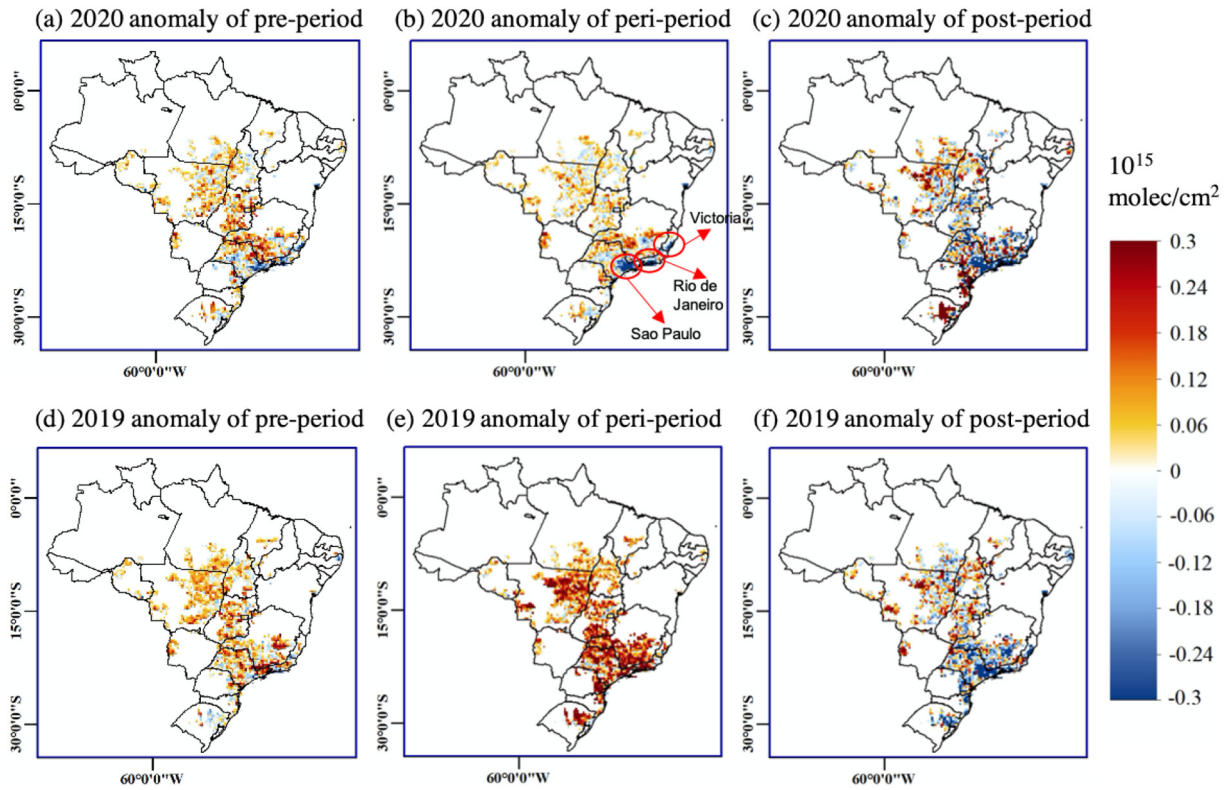 (a) 2020 anomaly of pre-period
(b) 2020 anomaly of peri-period
(c) 2020 anomaly of post-period
0°0'0"
15°0'0"S
30°0'0"S
60°0'0"W
0°0'0"
15°0'0"S
30°0'0"S
60°0'0"W
Victoria
Rio de
Janeiro
Sao Paulo
0°0'0"
15°0'0"S
30°0'0"S
60°0'0"W
10¹⁵
molec/cm²
0.3
0.24
0.18
0.12
0.06
0
-0.06
-0.12
-0.18
-0.24
-0.3
(d) 2019 anomaly of pre-period
(e) 2019 anomaly of peri-period
(f) 2019 anomaly of post-period
0°0'0"
15°0'0"S
30°0'0"S
60°0'0"W
0°0'0"
15°0'0"S
30°0'0"S
60°0'0"W
0°0'0"
15°0'0"S
30°0'0"S
60°0'0"W